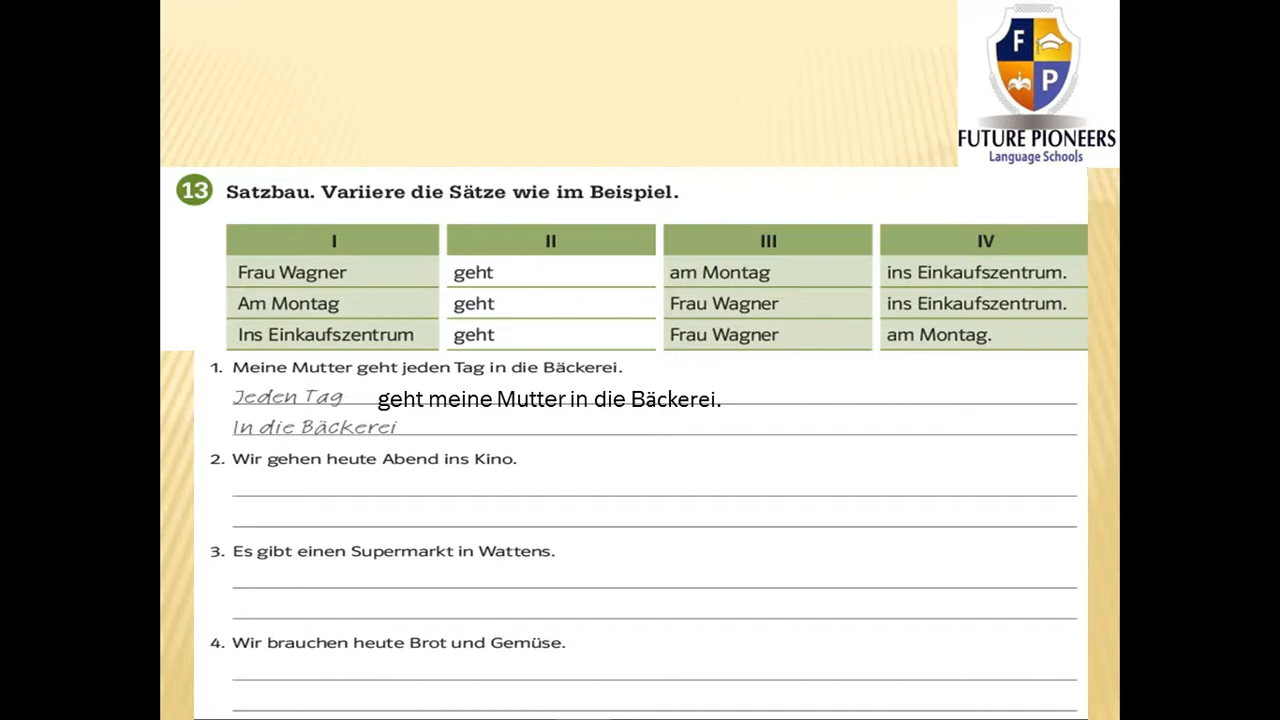 F
P
FUTURE PIONEERS
Language Schools
13 Satzbau. Variiere die Sätze wie im Beispiel.
I II III IV
Frau Wagner geht am Montag ins Einkaufszentrum.
Am Montag geht Frau Wagner ins Einkaufszentrum.
Ins Einkaufszentrum geht Frau Wagner am Montag.
1. Meine Mutter geht jeden Tag in die Bäckerei.
Jeden Tag geht meine Mutter in die Bäckerei.
In die Bäckerei
2. Wir gehen heute Abend ins Kino.
3. Es gibt einen Supermarkt in Wattens.
4. Wir brauchen heute Brot und Gemüse.